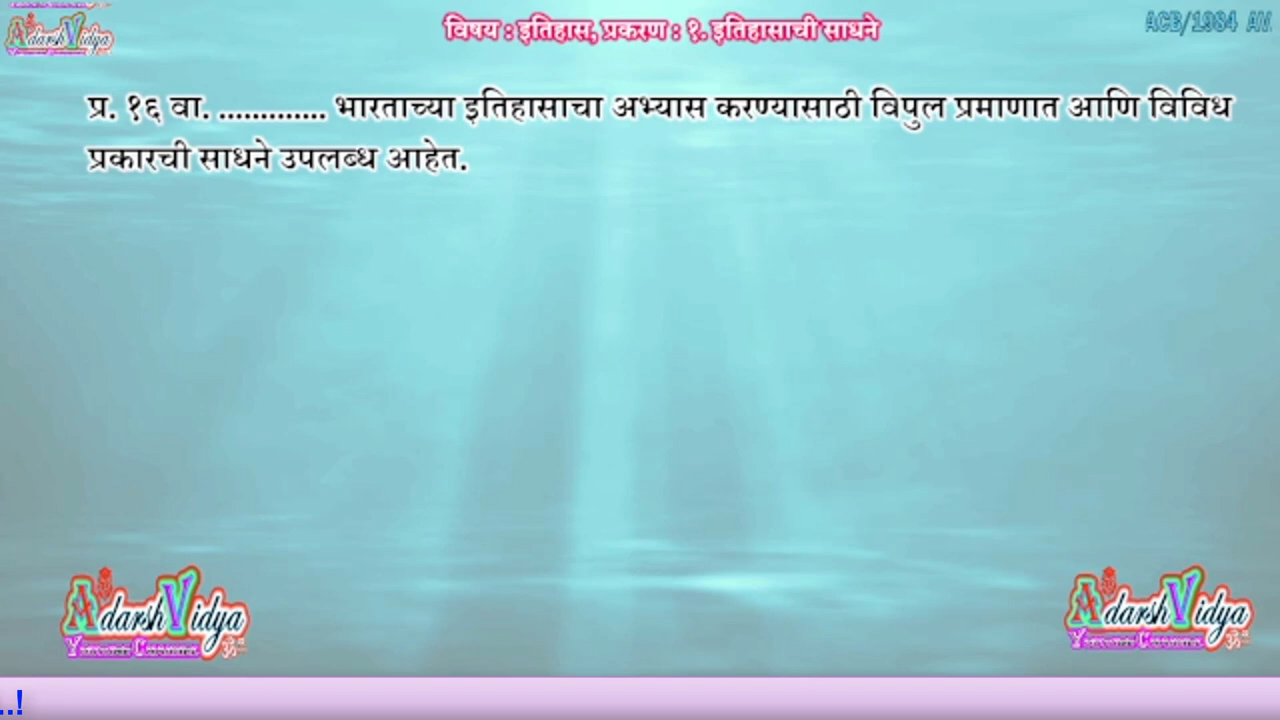 AdarshVidya
विषय : इतिहास, प्रकरण : १. इतिहासाची साधने
ACB/1984 AV
प्र. १६ वा. ............. भारताच्या इतिहासाचा अभ्यास करण्यासाठी विपुल प्रमाणात आणि विविध
प्रकारची साधने उपलब्ध आहेत.
AdarshVidya
AdarshVidya
..!